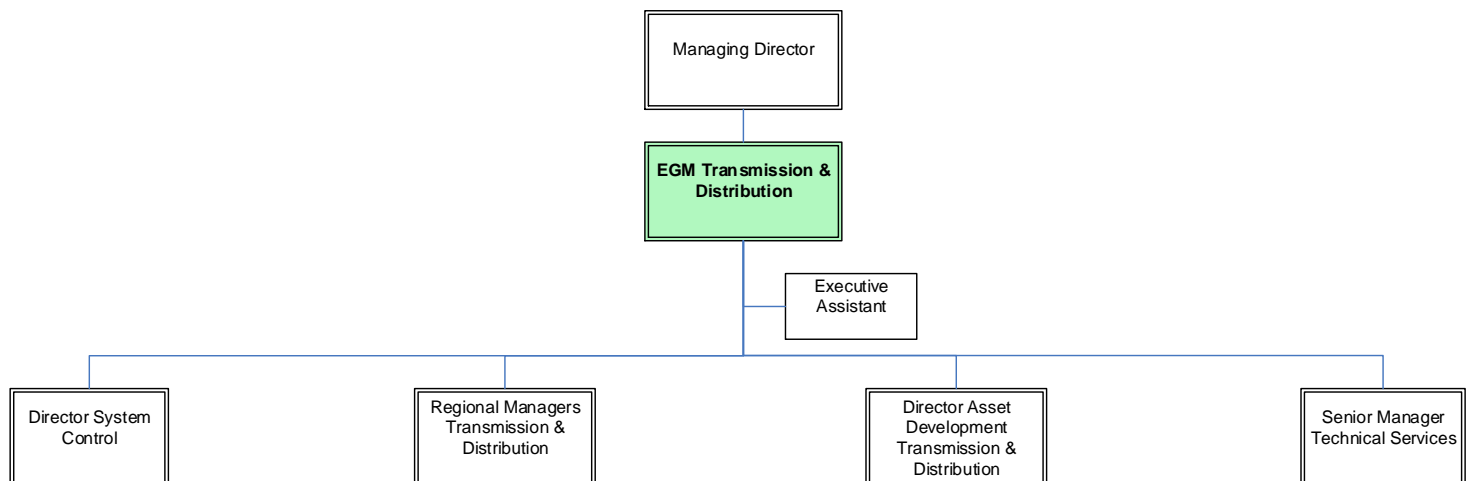 Managing Director
EGM Transmission &
Distribution
Executive
Assistant
Director System
Control
Regional Managers
Transmission &
Distribution
Director Asset
Development
Transmission &
Distribution
Senior Manager
Technical Services